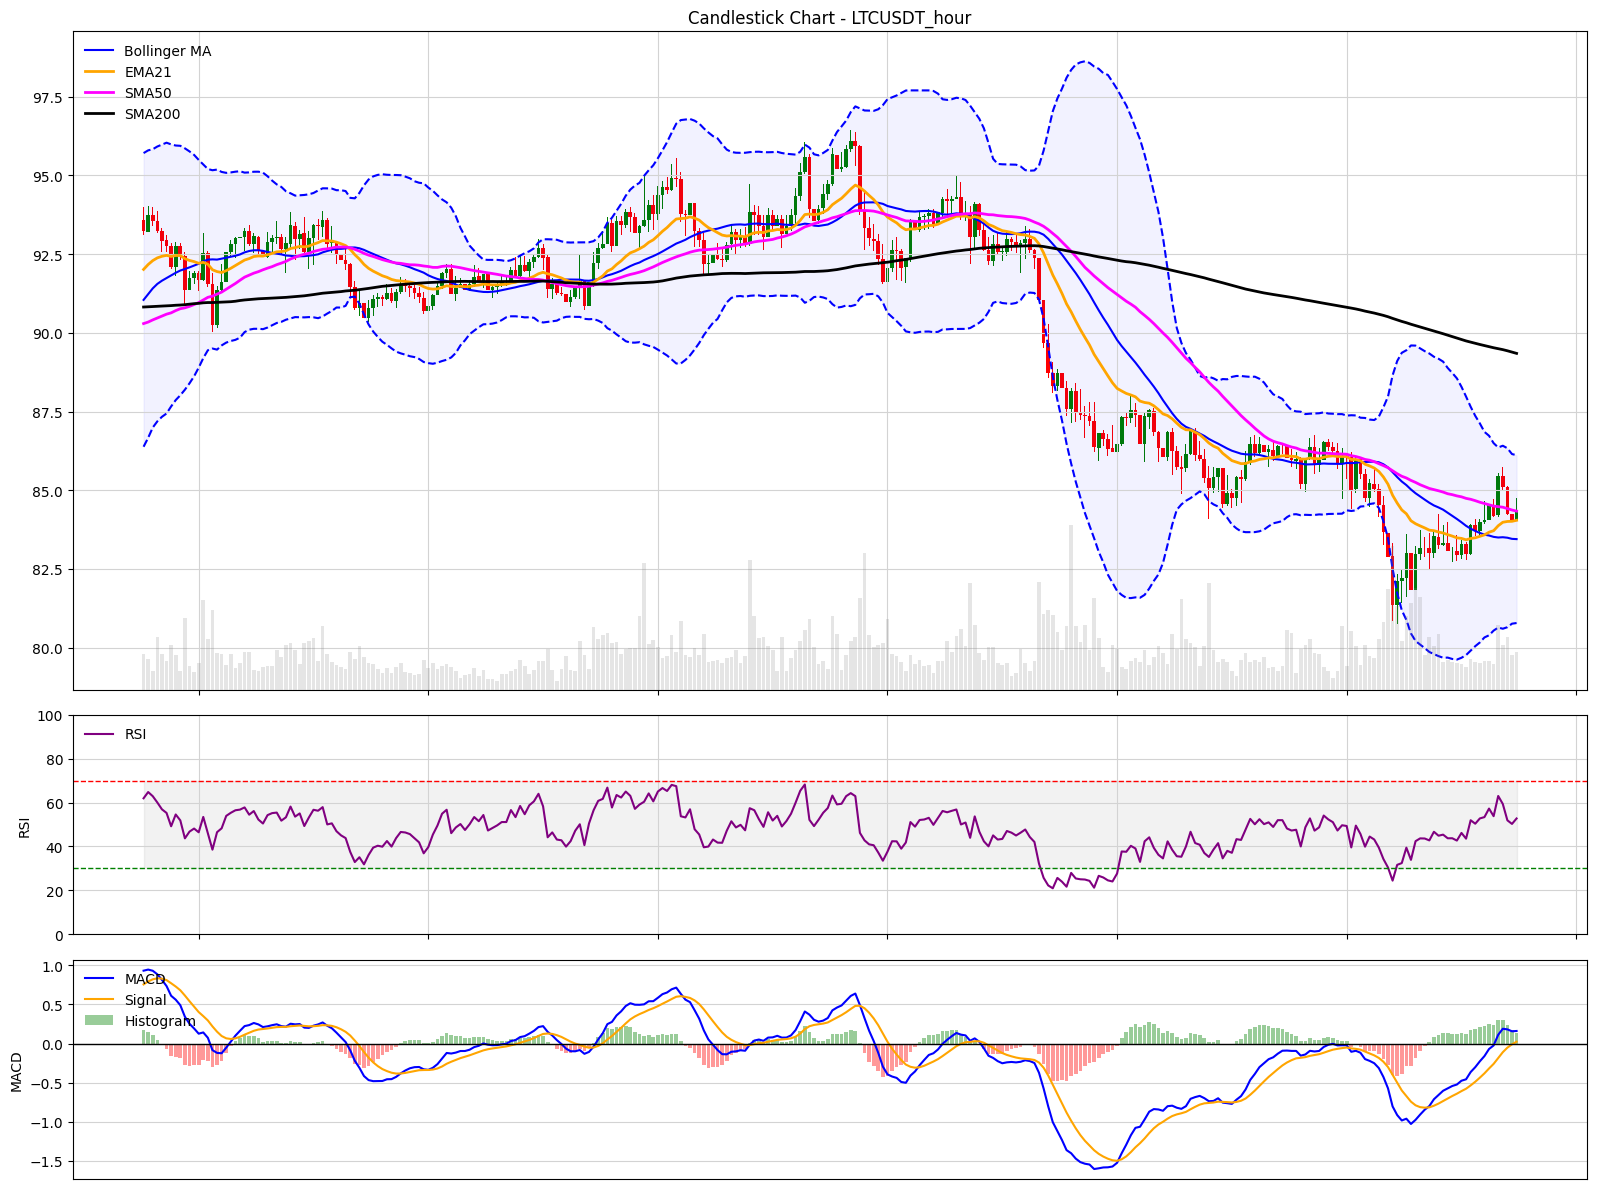 Candlestick Chart - LTCUSDT_hour
Bollinger MA
EMA21
SMA50
SMA200
97.5
95.0
92.5
90.0
87.5
85.0
82.5
80.0
RSI
100
80
60
40
20
0
RSI
MACD
Signal
Histogram
1.0
0.5
0.0
−0.5
−1.0
−1.5
MACD